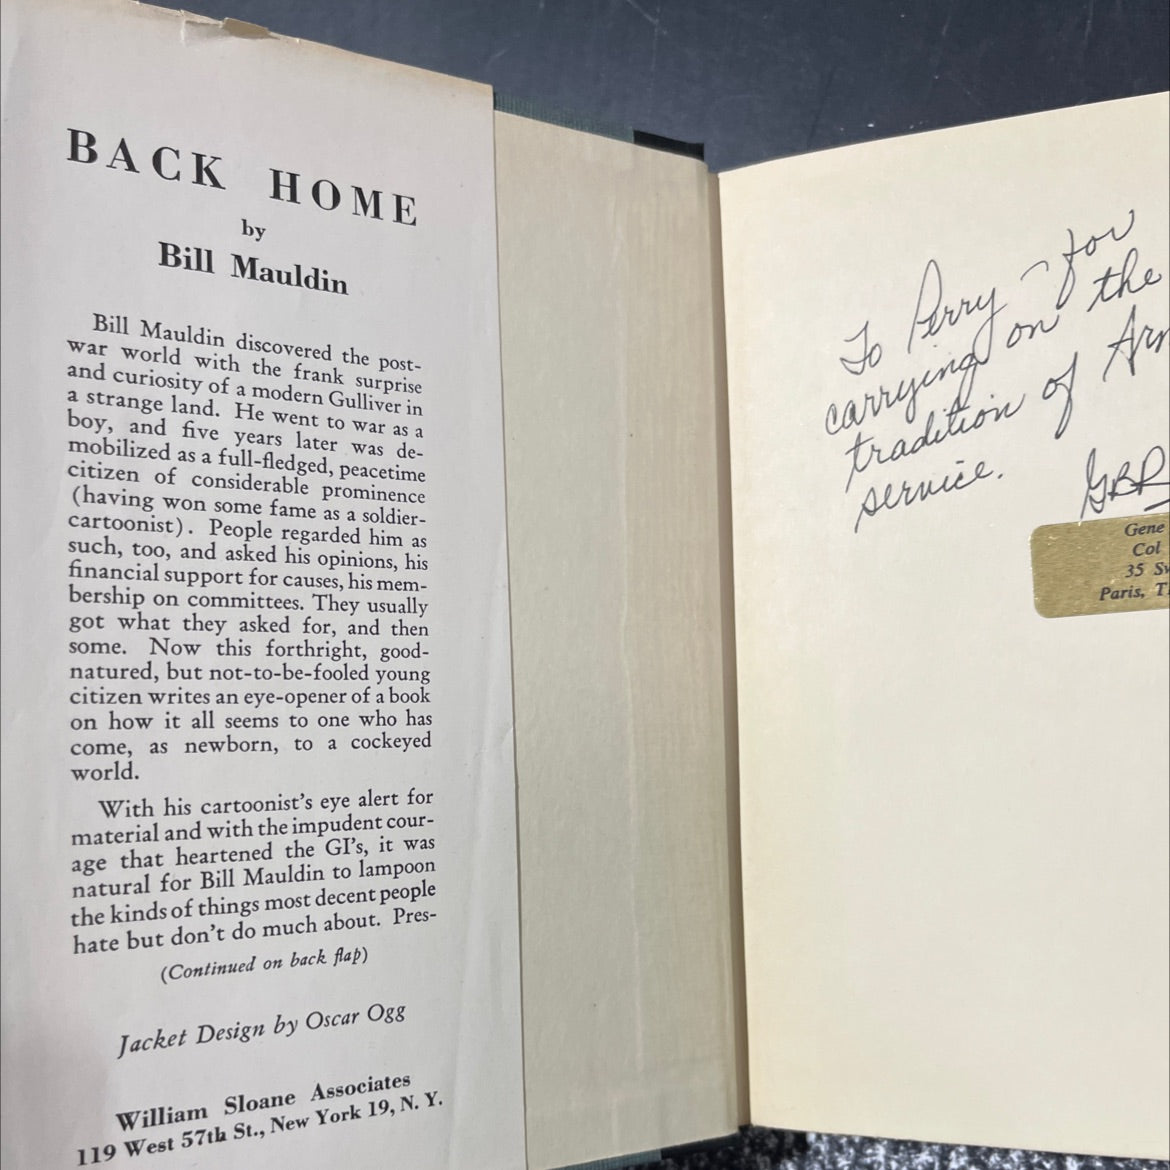 BACK HOME
by
Bill Mauldin
Bill Mauldin discovered the post-
war world with the frank surprise
and curiosity of a modern Gulliver in
a strange land. He went to war as a
boy, and five years later was de-
mobilized as a full-fledged, peacetime
citizen of considerable prominence
(having won some fame as a soldier-
cartoonist). People regarded him as
such, too, and asked his opinions, his
financial support for causes, his mem-
bership on committees. They usually
got what they asked for, and then
some. Now this forthright, good-
natured, but not-to-be-fooled young
citizen writes an eye-opener of a book
on how it all seems to one who has
come, as newborn, to a cockeyed
world.
With his cartoonist's eye alert for
material and with the impudent cour-
age that heartened the GI's, it was
natural for Bill Mauldin to lampoon
the kinds of things most decent people
hate but don't do much about. Pres-
(Continued on back flap)
Jacket Design by Oscar Ogg
William Sloane Associates
119 West 57th St., New York 19, N. Y.
To Perry - for
carrying on the
tradition of
service.
GBR
Gene
Col
35
Paris,